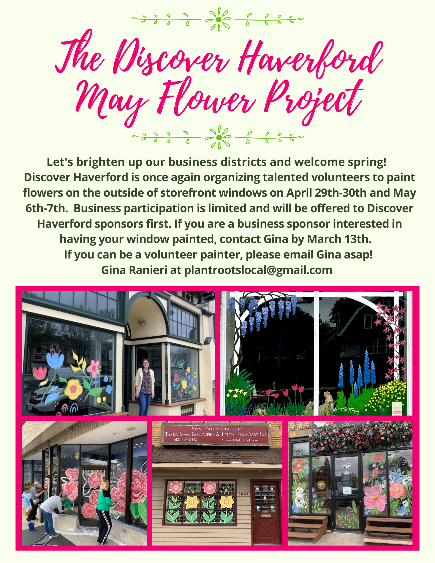 The Discover Haverford
May Flower Project
Let's brighten up our business districts and welcome spring!
Discover Haverford is once again organizing talented volunteers to paint
flowers on the outside of storefront windows on April 29th-30th and May
6th-7th. Business participation is limited and will be offered to Discover
Haverford sponsors first. If you are a business sponsor interested in
having your window painted, contact Gina by March 13th.
If you can be a volunteer painter, please email Gina asap!
Gina Ranieri at plantrootslocal@gmail.com